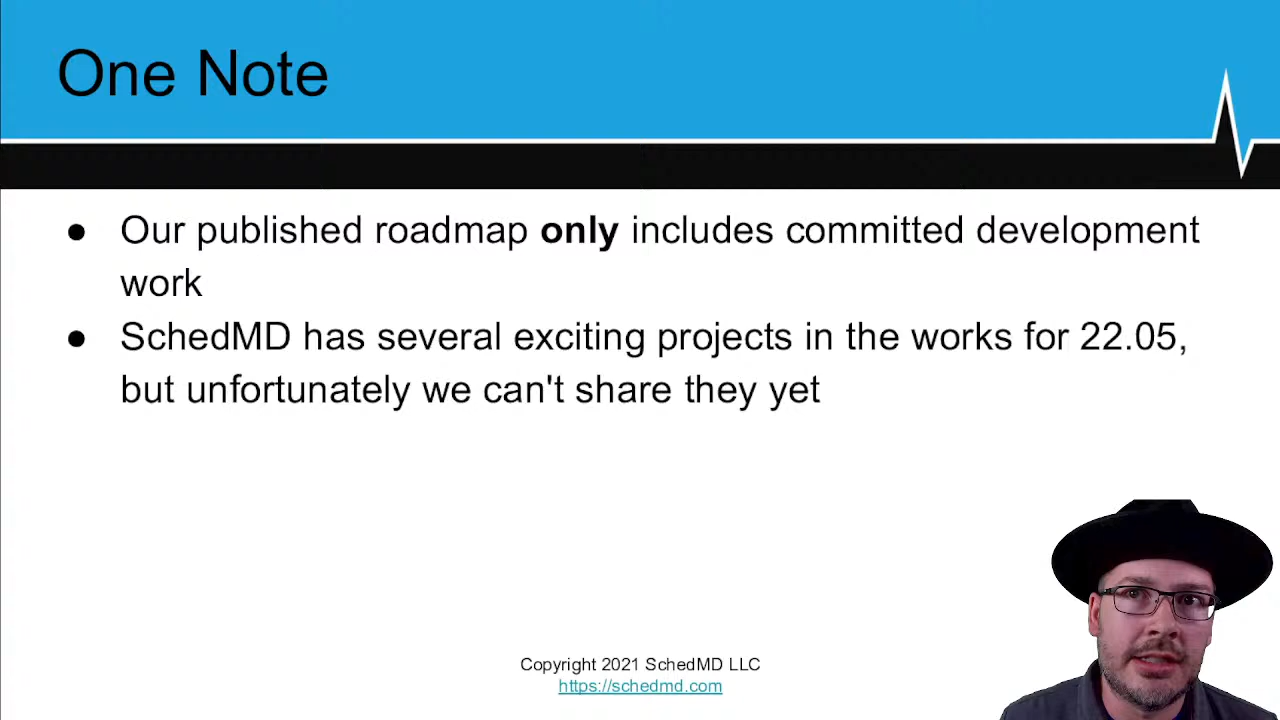 One Note
● Our published roadmap only includes committed development
work
● SchedMD has several exciting projects in the works for 22.05,
but unfortunately we can't share they yet
Copyright 2021 SchedMD LLC
https://schedmd.com